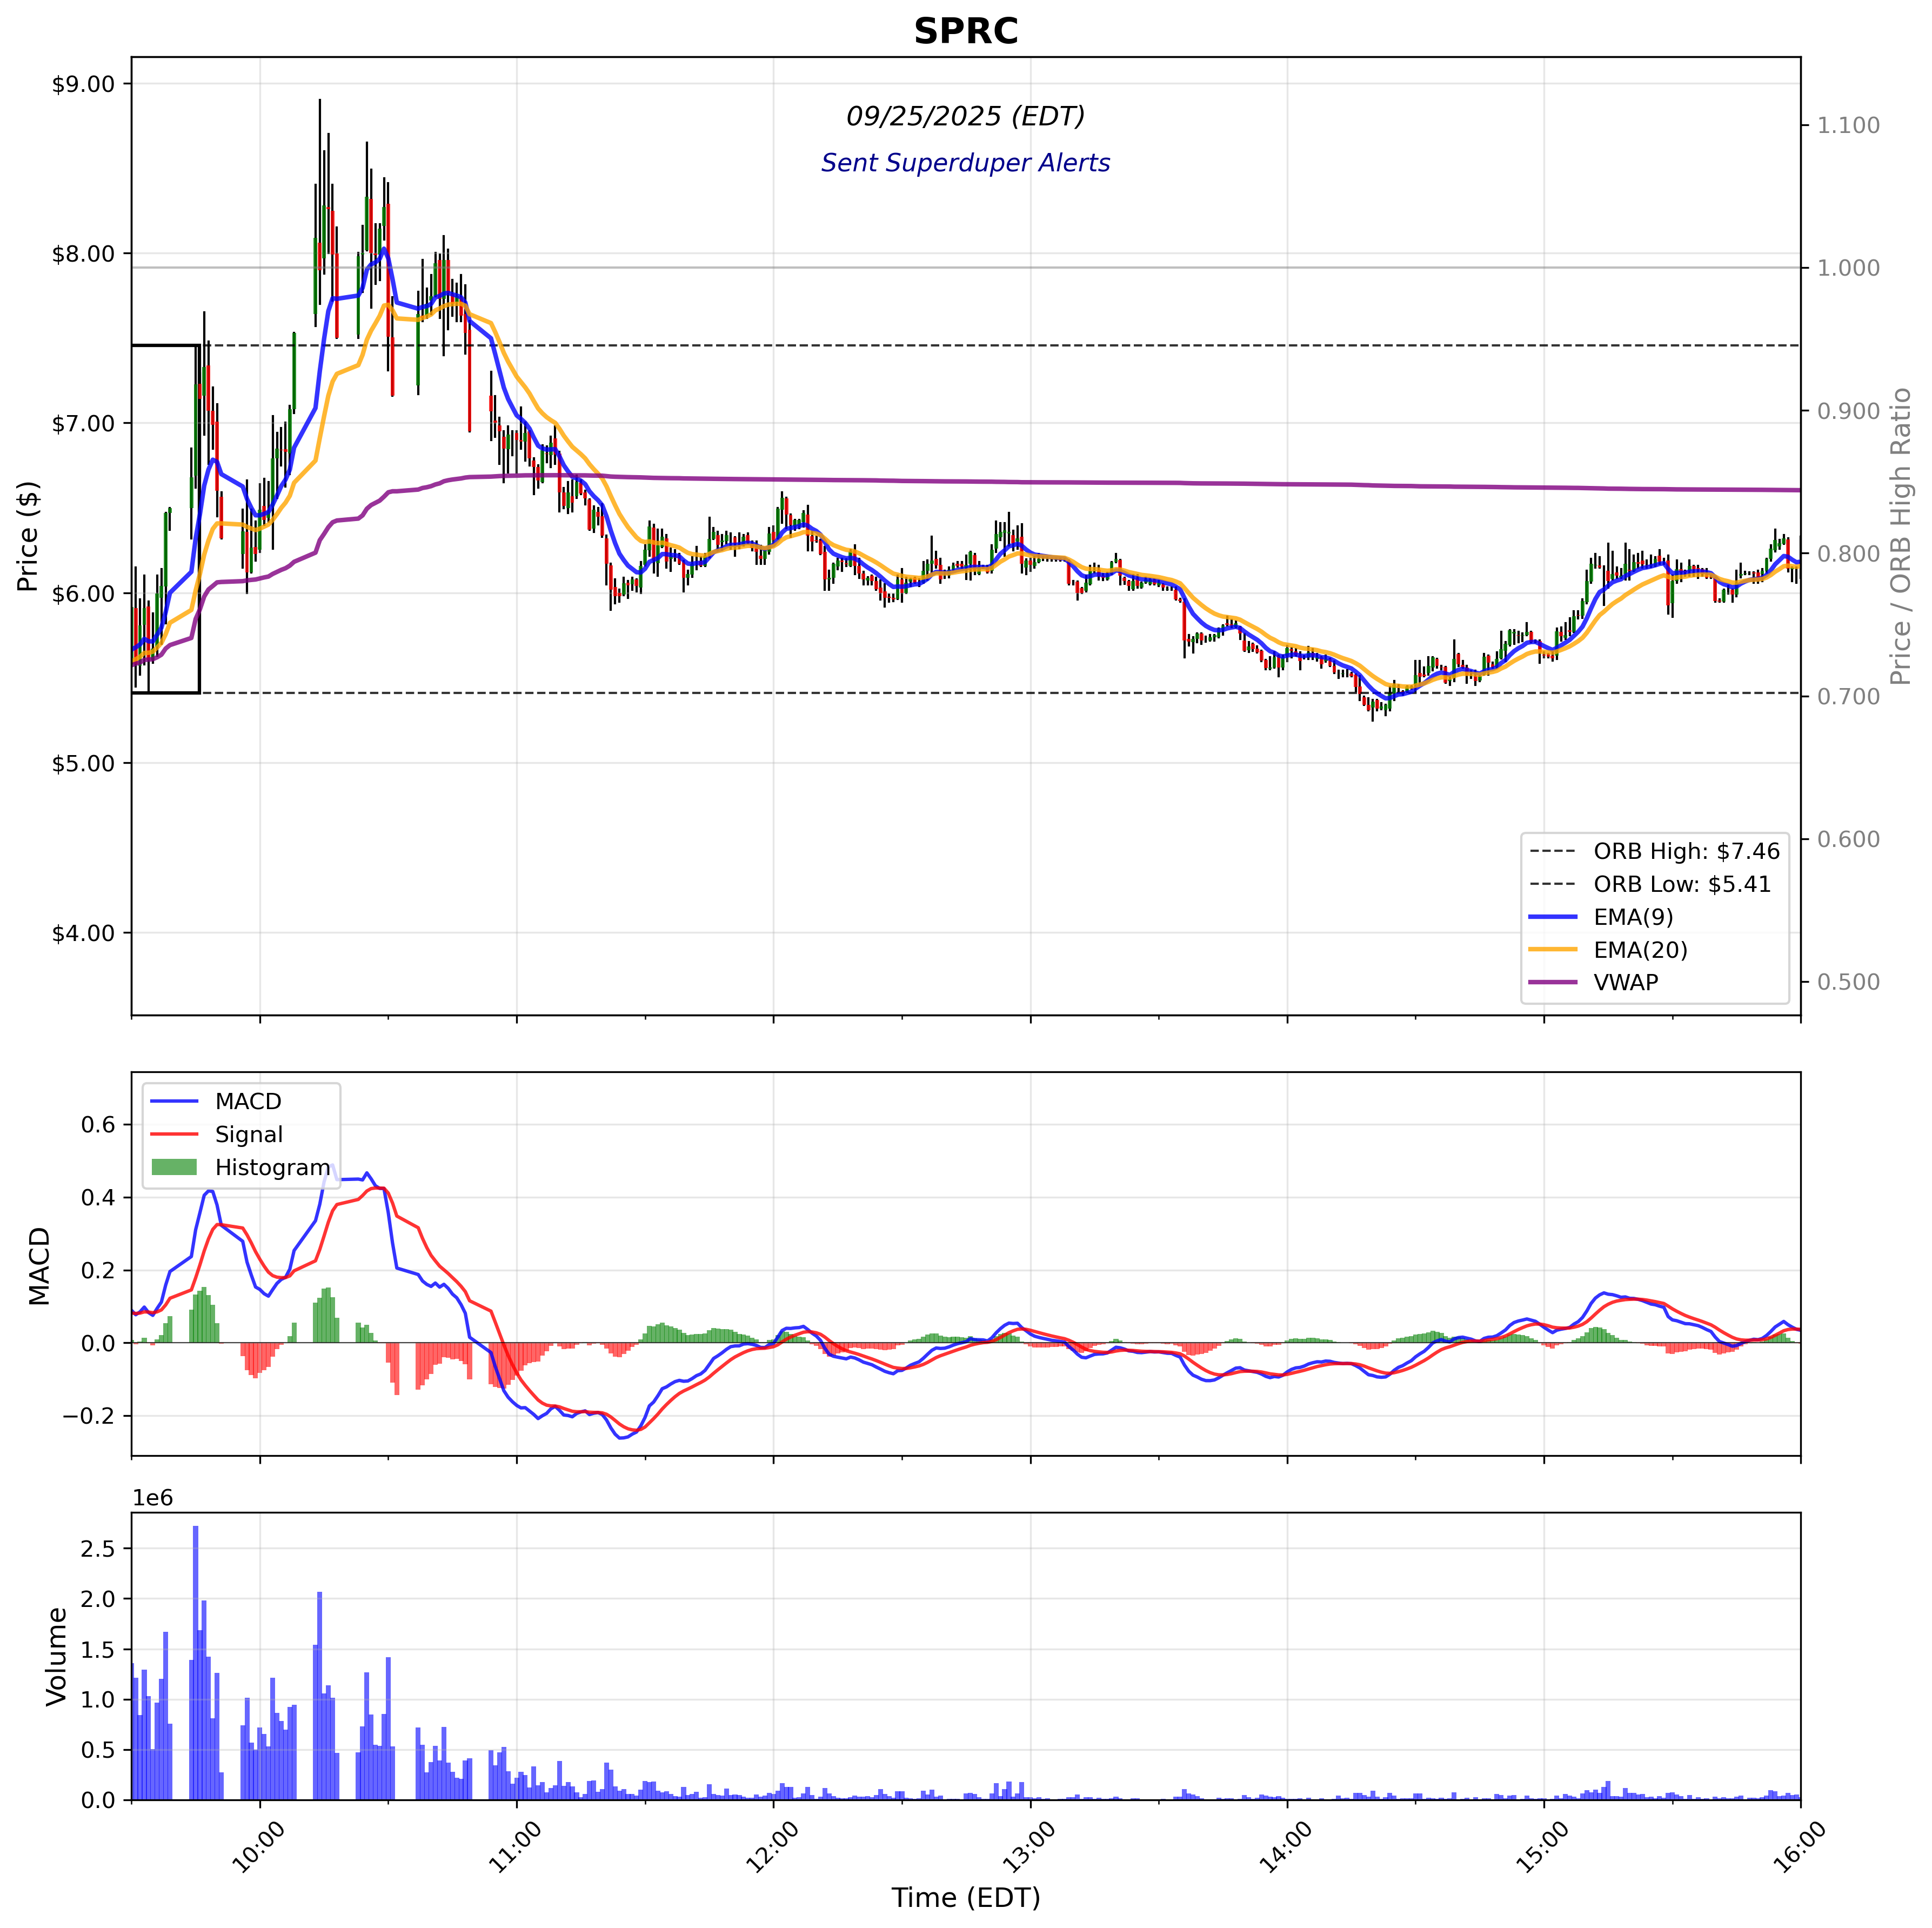 SPRC
09/25/2025 (EDT)
Sent Superduper Alerts
$9.00
$8.00
$7.00
$6.00
$5.00
$4.00
Price ($)
1.100
1.000
0.900
0.800
0.700
0.600
0.500
Price / ORB High Ratio
ORB High: $7.46
ORB Low: $5.41
EMA(9)
EMA(20)
VWAP
MACD
Signal
Histogram
0.6
0.4
0.2
0.0
−0.2
MACD
1e6
2.5
2.0
1.5
1.0
0.5
0.0
Volume
10:00
11:00
12:00
13:00
14:00
15:00
16:00
Time (EDT)